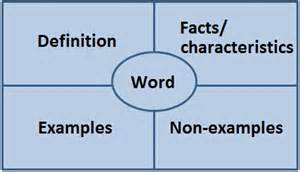 Definition
Facts/
characteristics
Word
Examples
Non-examples